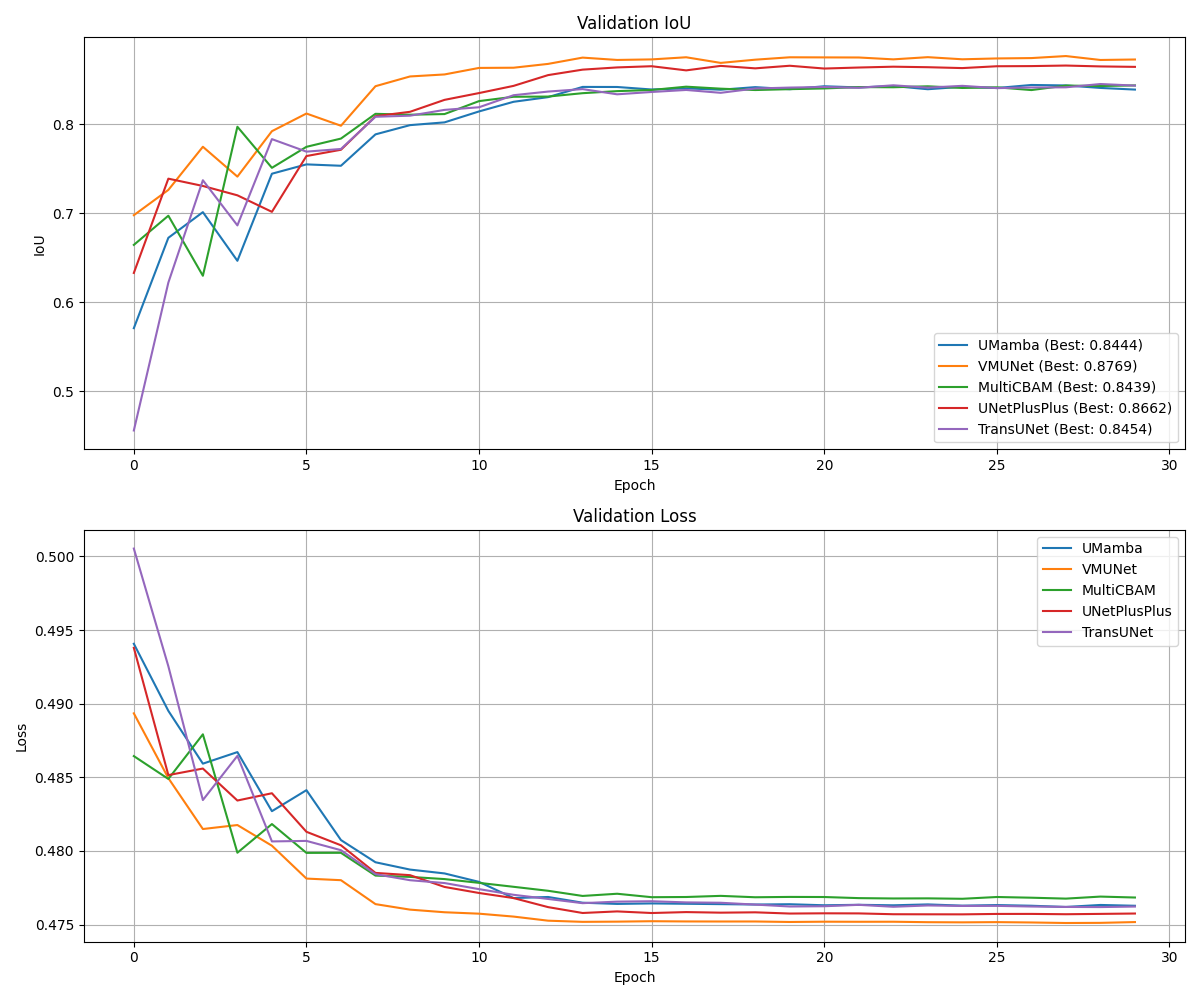 Validation IoU
IoU
0.8
0.7
0.6
0.5
UMamba (Best: 0.8444)
VMUNet (Best: 0.8769)
MultiCBAM (Best: 0.8439)
UNetPlusPlus (Best: 0.8662)
TransUNet (Best: 0.8454)
0 5 10 15 20 25 30
Epoch
Validation Loss
Loss
0.500
0.495
0.490
0.485
0.480
0.475
UMamba
VMUNet
MultiCBAM
UNetPlusPlus
TransUNet
0 5 10 15 20 25 30
Epoch